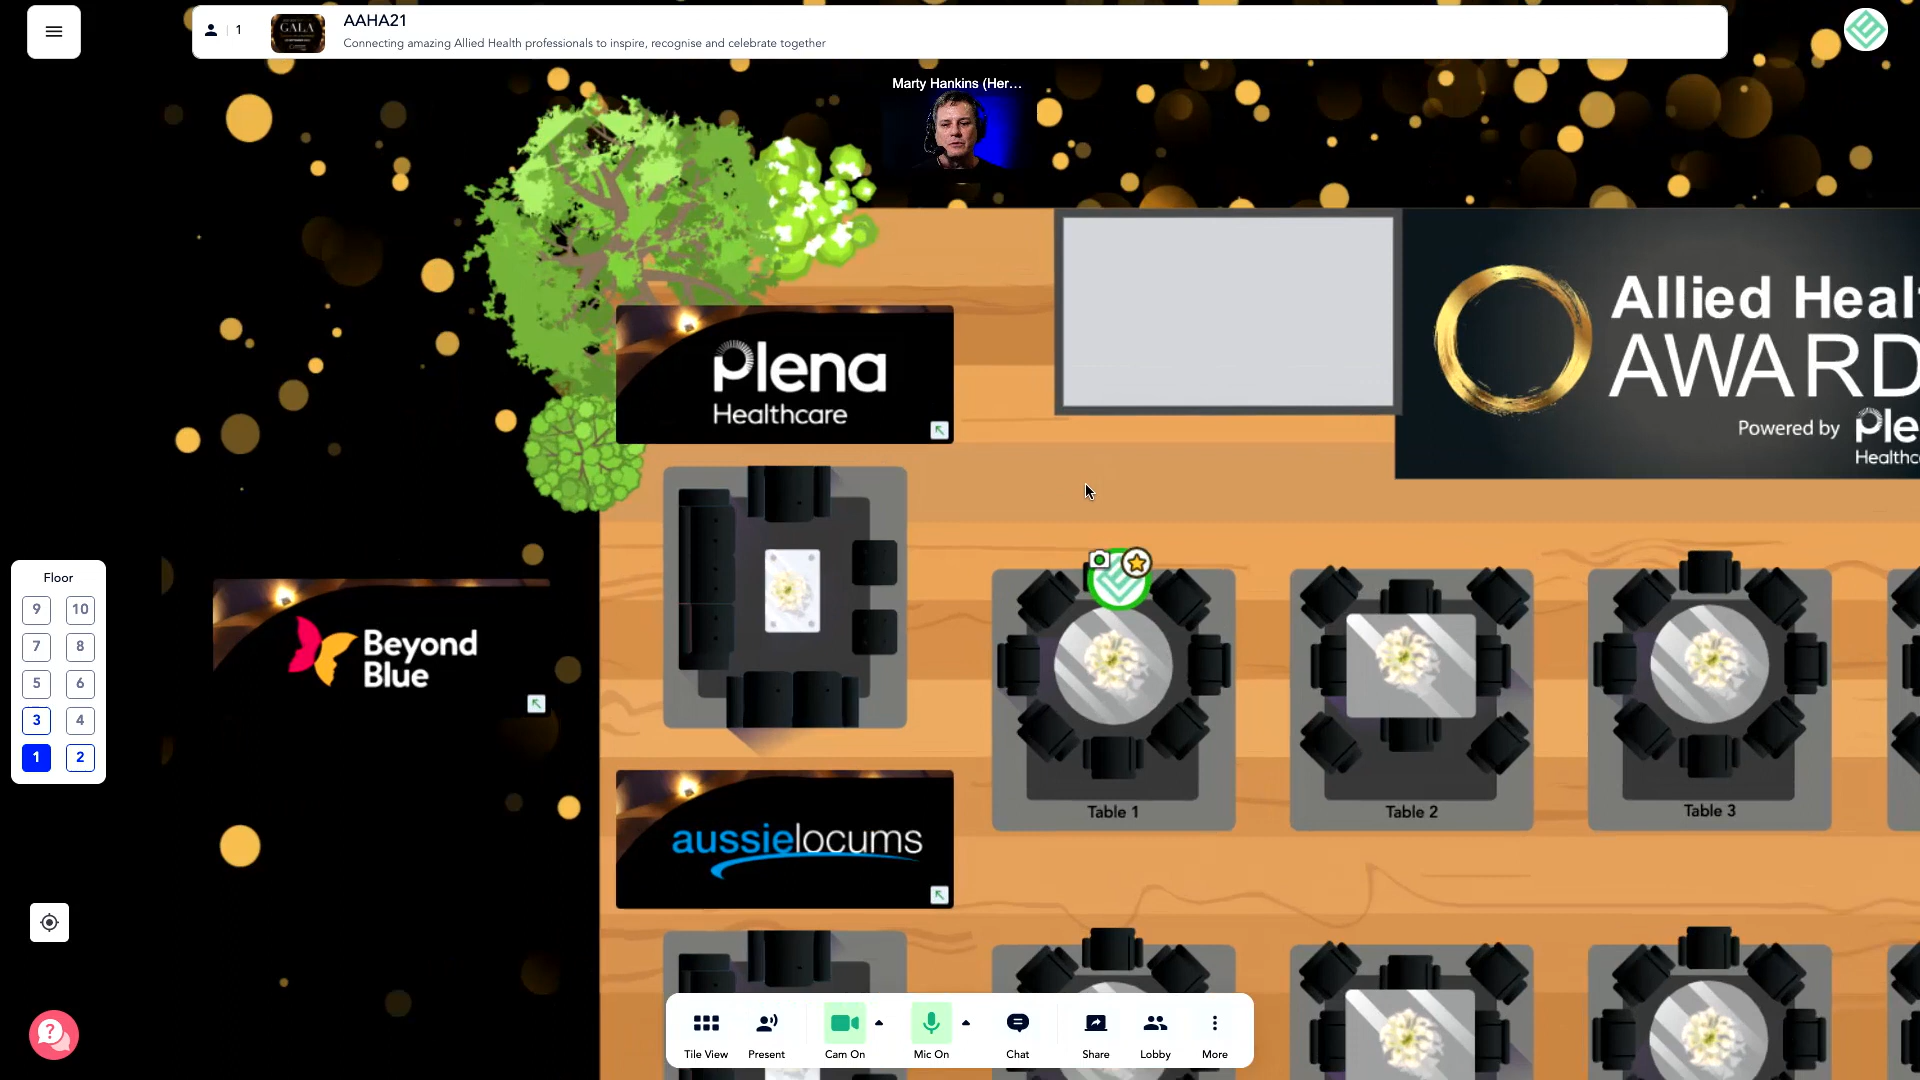 1
GALA
AAHA21
Connecting amazing Allied Health professionals to inspire, recognise and celebrate together
Marty Hankins (Her...
Allied Heal
AWARD
Powered by Ple
Healthc
plena
Healthcare
Floor
9 10
7 8
5 6
3 4
1 2
Beyond
Blue
aussielocums
Table 1
Table 2
Table 3
Tile View
Present
Cam On
Mic On
Chat
Share
Lobby
More